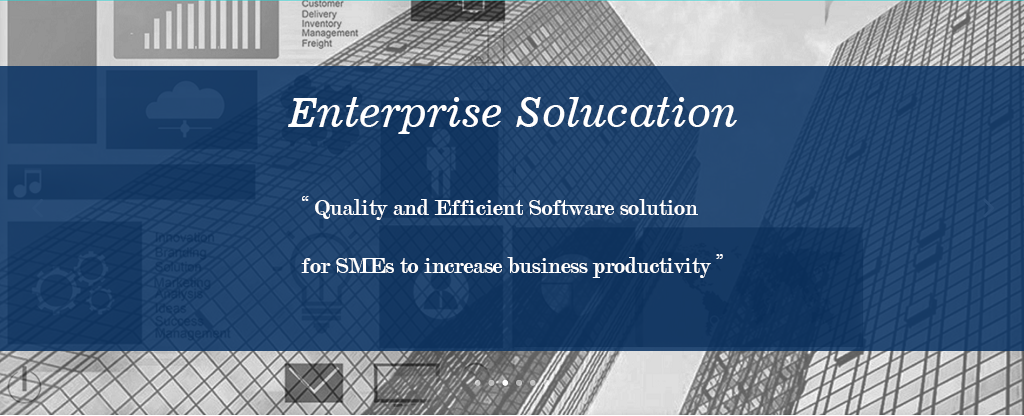 Customer
Delivery
Inventory
Management
Freight
Enterprise Solucation
“ Quality and Efficient Software solution
for SMEs to increase business productivity ”
Innovation
Branding
Solution
Marketing
Analysis
Ideas
Success
Management